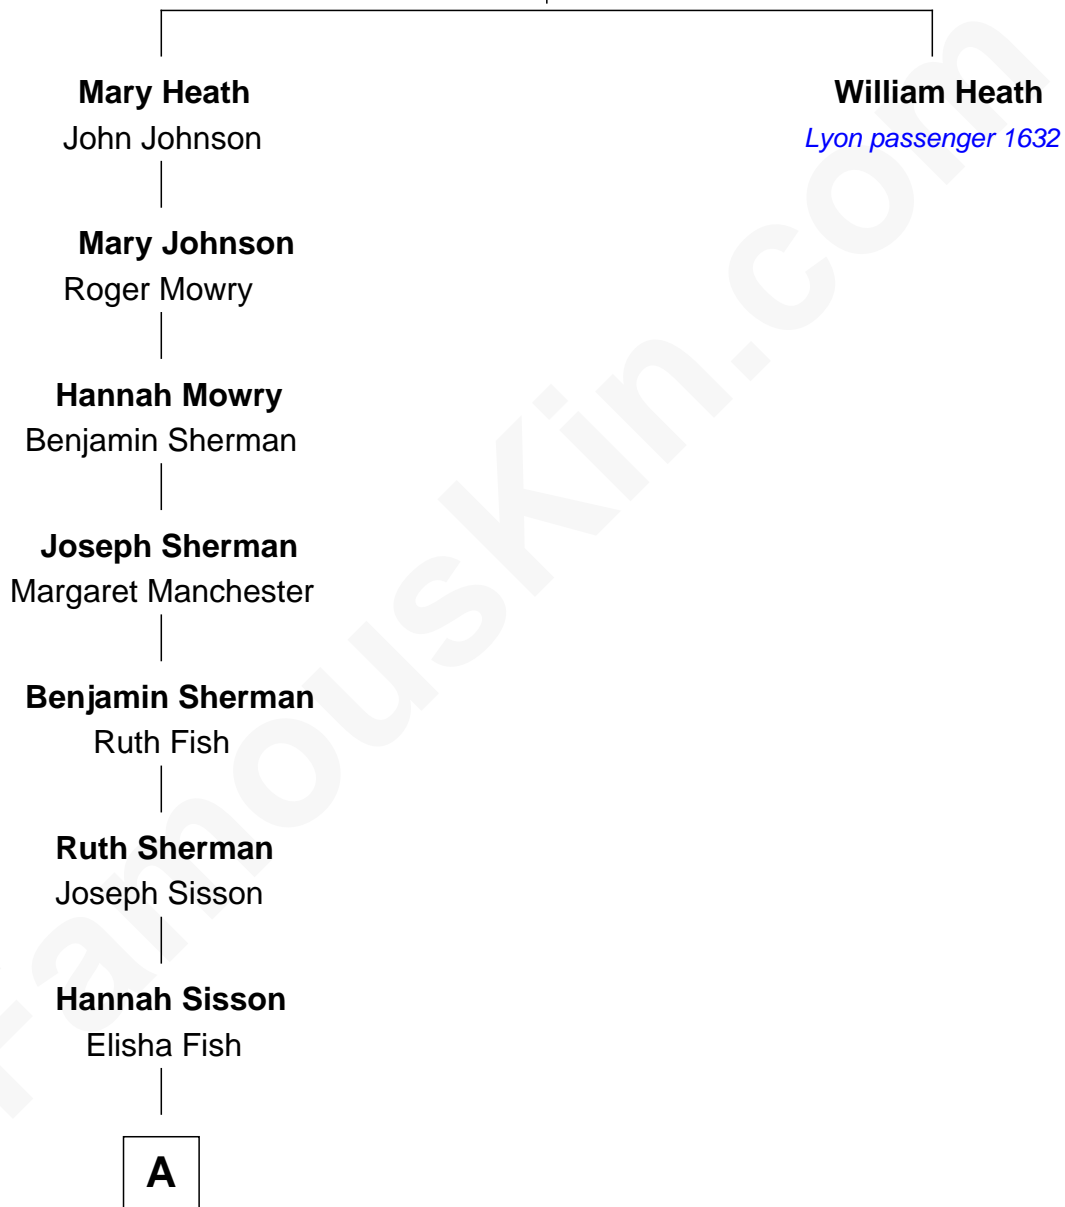 Mary Heath
John Johnson
William Heath
Lyon passenger 1632
Mary Johnson
Roger Mowry
Hannah Mowry
Benjamin Sherman
Joseph Sherman
Margaret Manchester
Benjamin Sherman
Ruth Fish
Ruth Sherman
Joseph Sisson
Hannah Sisson
Elisha Fish
A
FamousKin.com